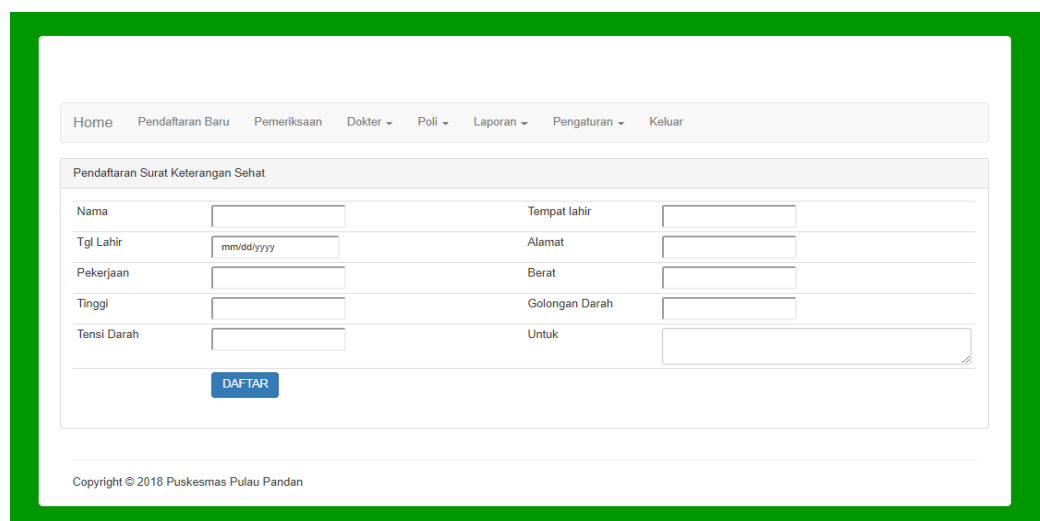 Home Pendaftaran Baru Pemeriksaan Dokter Poli Laporan Pengaturan Keluar
Pendaftaran Surat Keterangan Sehat
Nama Tempat lahir
Tgl Lahir mm/dd/yyyy Alamat
Pekerjaan Berat
Tinggi Golongan Darah
Tensi Darah Untuk
DAFTAR
Copyright © 2018 Puskesmas Pulau Pandan